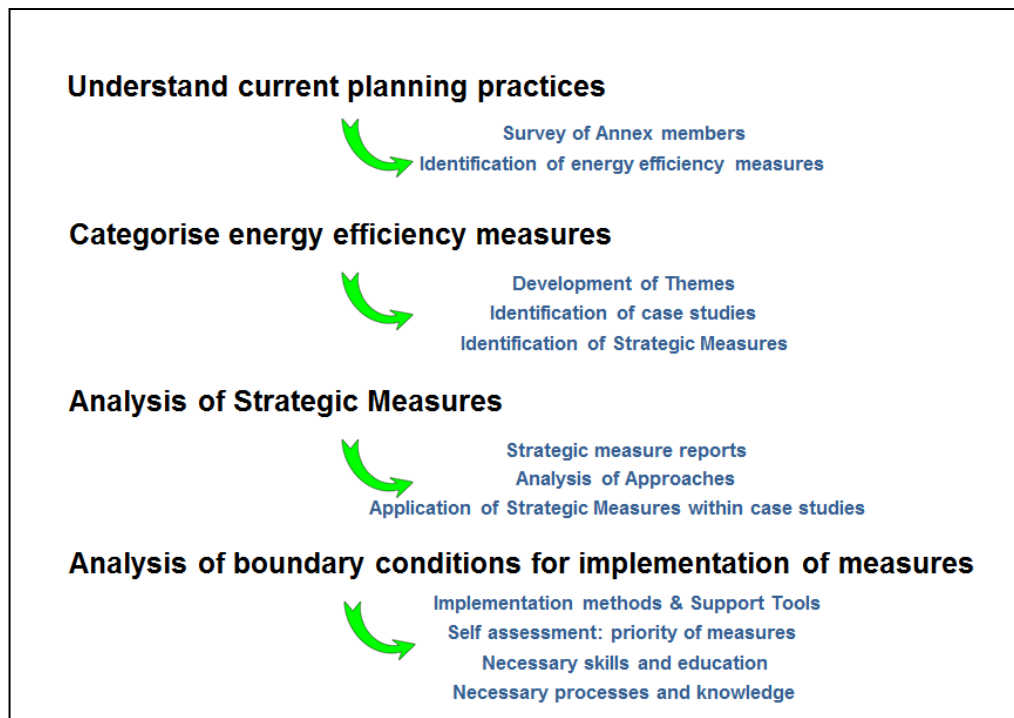 Understand current planning practices
Survey of Annex members
Identification of energy efficiency measures
Categorise energy efficiency measures
Development of Themes
Identification of case studies
Identification of Strategic Measures
Analysis of Strategic Measures
Strategic measure reports
Analysis of Approaches
Application of Strategic Measures within case studies
Analysis of boundary conditions for implementation of measures
Implementation methods & Support Tools
Self assessment: priority of measures
Necessary skills and education
Necessary processes and knowledge